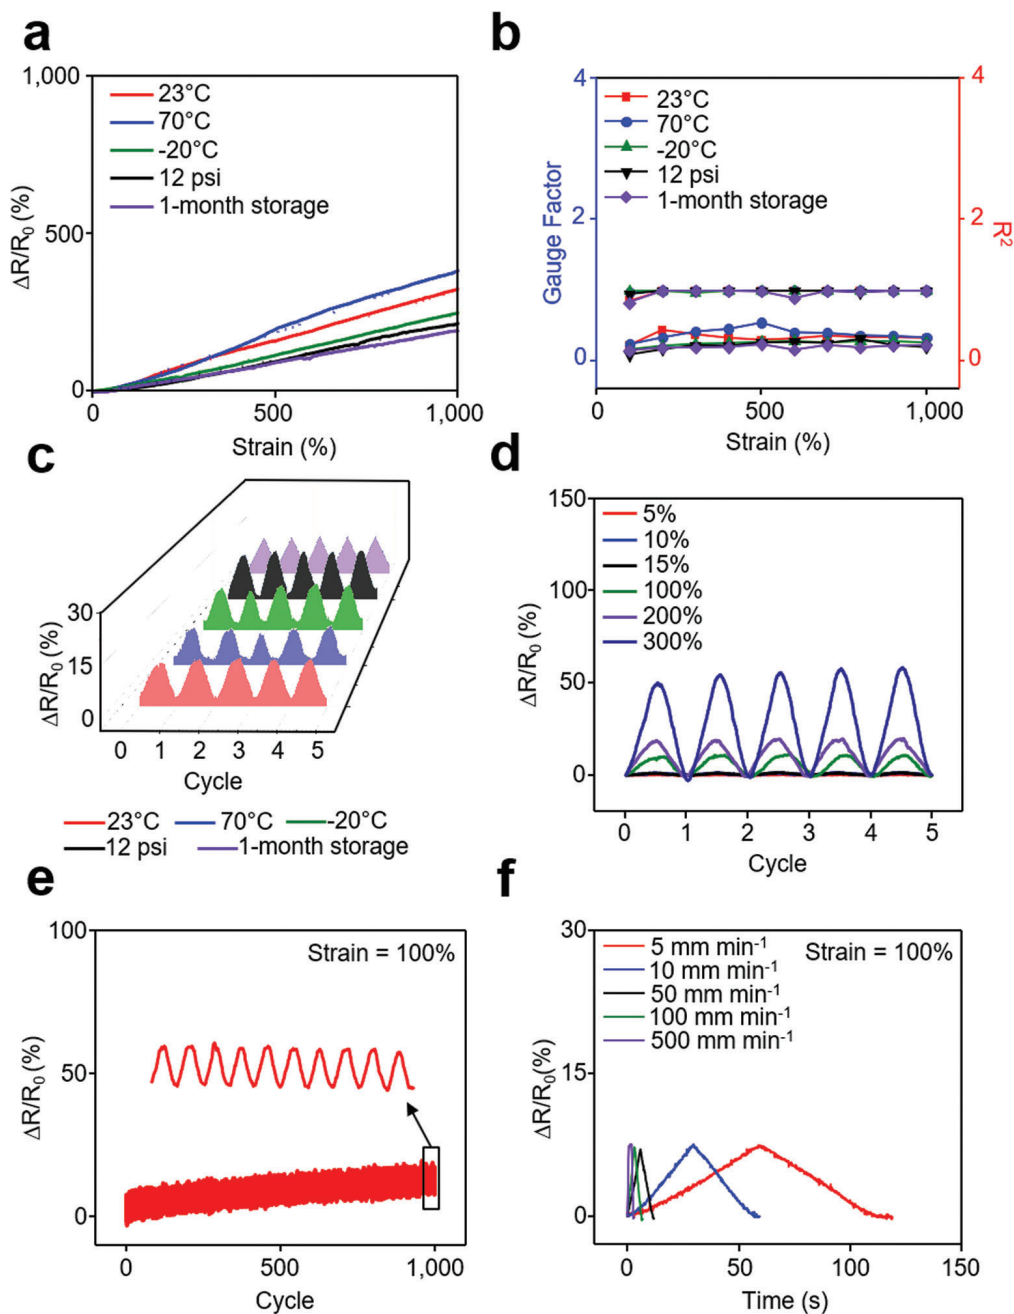 a
1,000
500
0
0
500
1,000
ΔR/R0 (%)
Strain (%)
23°C
70°C
-20°C
12 psi
1-month storage
b
4
2
0
4
2
0
0
500
1,000
Gauge Factor
R2
Strain (%)
23°C
70°C
-20°C
12 psi
1-month storage
c
30
15
0
ΔR/R0 (%)
0 1 2 3 4 5
Cycle
23°C 70°C -20°C
12 psi 1-month storage
d
150
100
50
0
ΔR/R0 (%)
5%
10%
15%
100%
200%
300%
0 1 2 3 4 5
Cycle
e
100
50
0
ΔR/R0 (%)
Strain = 100%
0 500 1,000
Cycle
f
30
15
0
ΔR/R0(%)
5 mm min-1
10 mm min-1
50 mm min-1
100 mm min-1
500 mm min-1
Strain = 100%
0 50 100 150
Time (s)